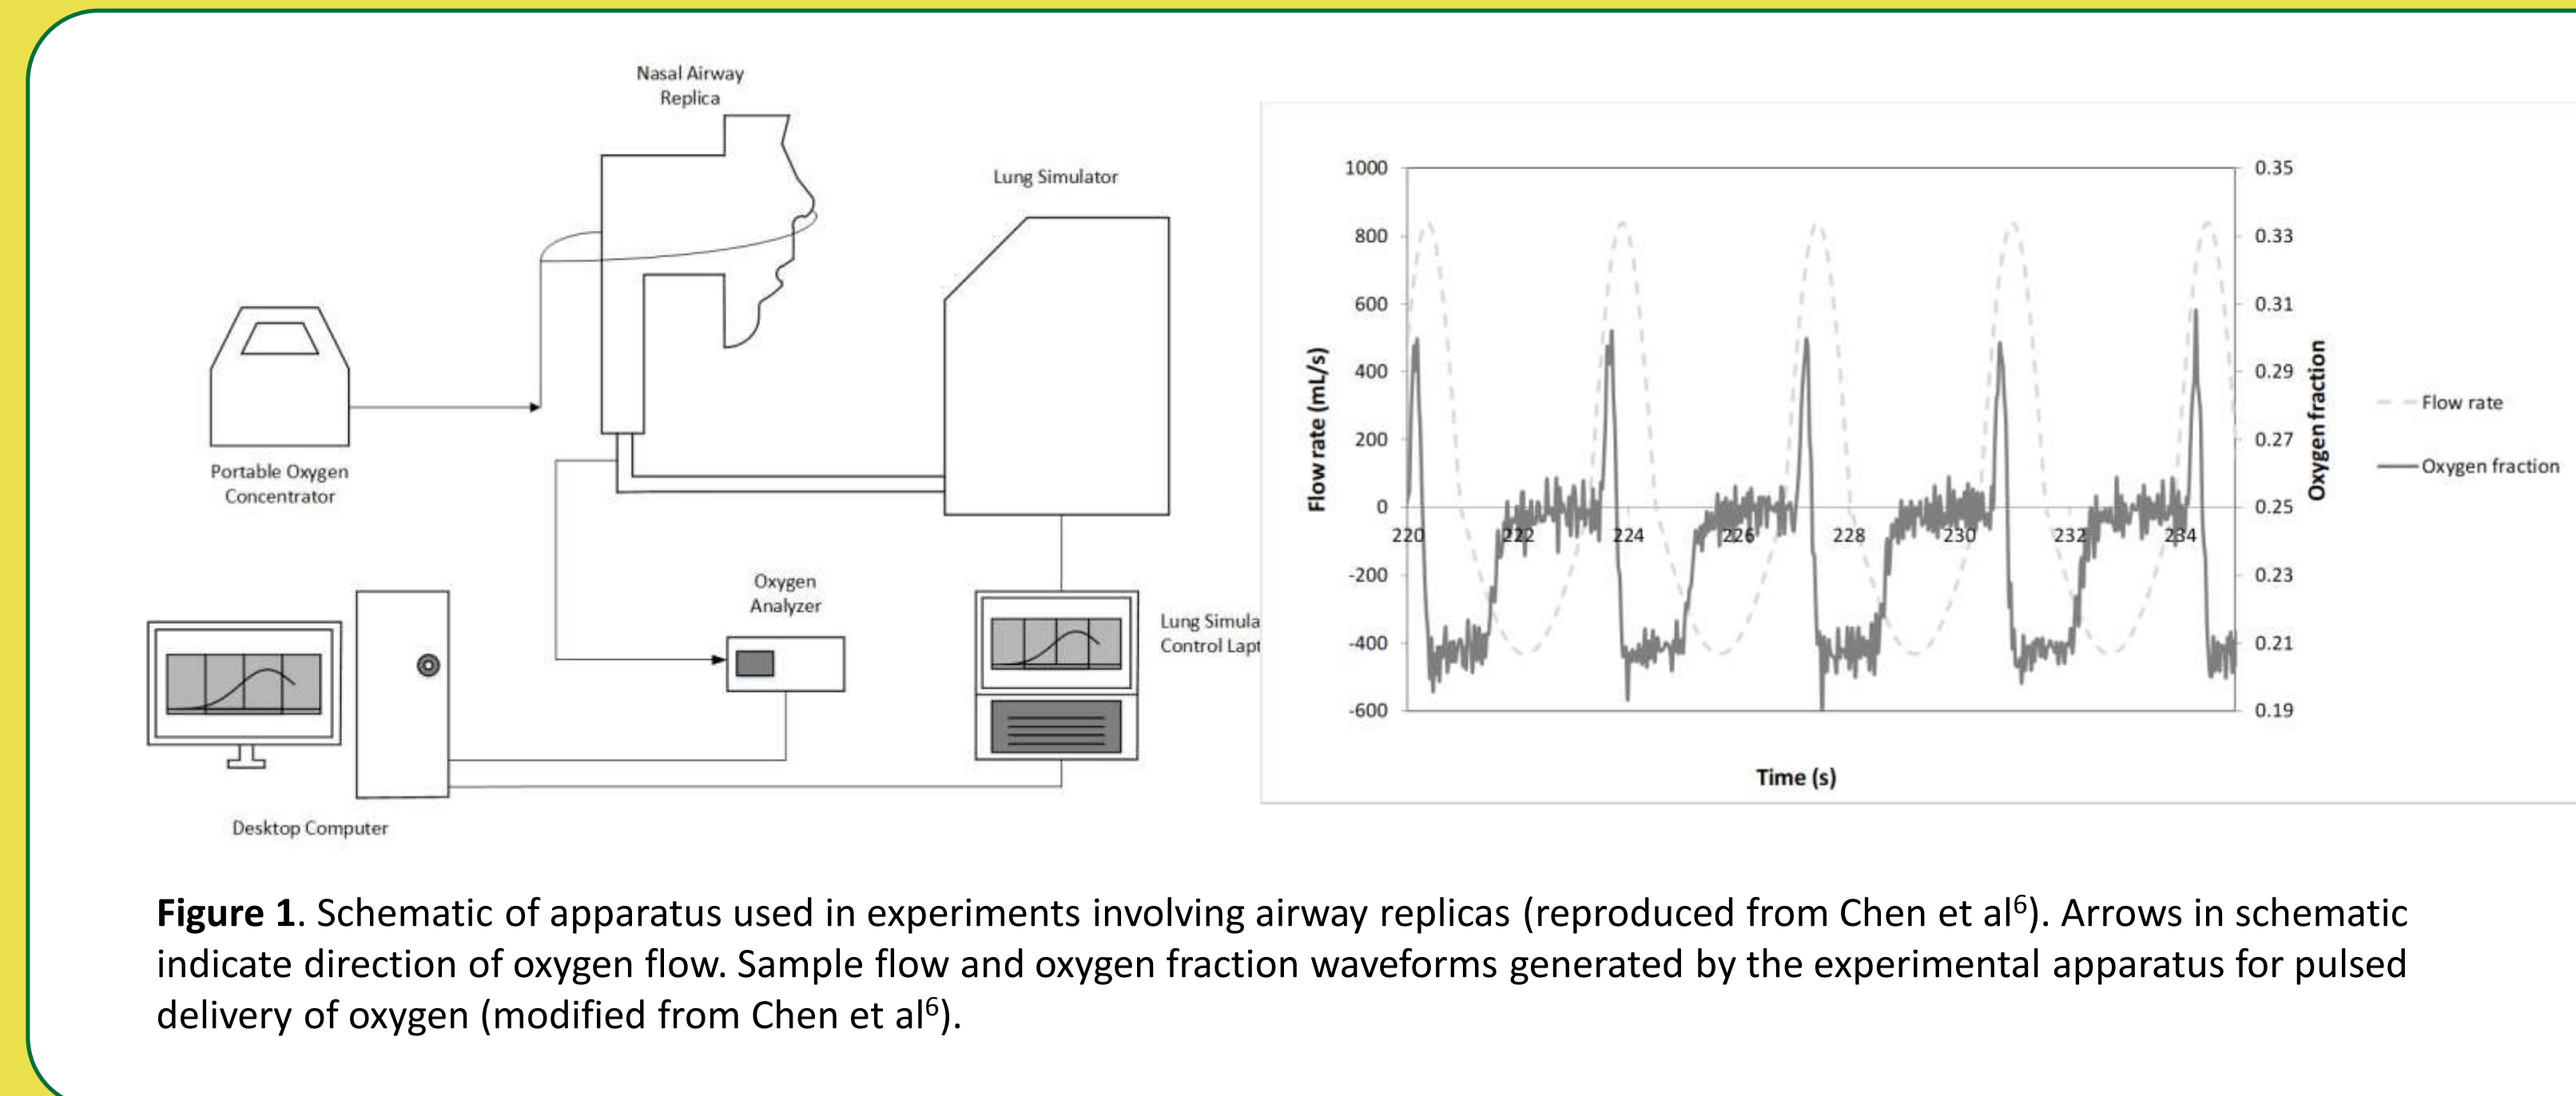 Nasal Airway
Replica
Lung Simulator
Portable Oxygen
Concentrator
Oxygen
Analyzer
Lung Simula
Control Lapt
Desktop Computer
1000
800
600
400
200
0
-200
-400
-600
Flow rate (mL/s)
220
222
224
226
228
230
232
234
Time (s)
0.35
0.33
0.31
0.29
0.27
0.25
0.23
0.21
0.19
Oxygen fraction
Flow rate
Oxygen fraction
Figure 1. Schematic of apparatus used in experiments involving airway replicas (reproduced from Chen et al⁶). Arrows in schematic
indicate direction of oxygen flow. Sample flow and oxygen fraction waveforms generated by the experimental apparatus for pulsed
delivery of oxygen (modified from Chen et al⁶).